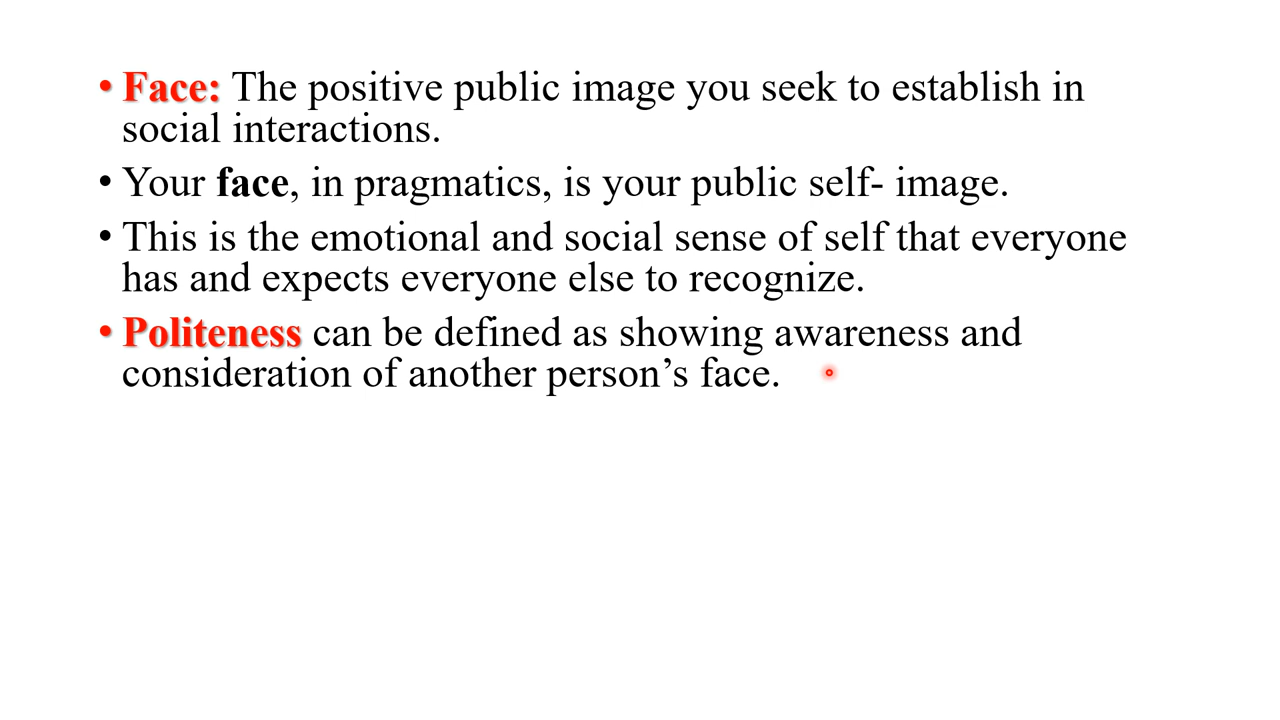 • Face: The positive public image you seek to establish in
social interactions.
• Your face, in pragmatics, is your public self- image.
• This is the emotional and social sense of self that everyone
has and expects everyone else to recognize.
• Politeness can be defined as showing awareness and
consideration of another person’s face.